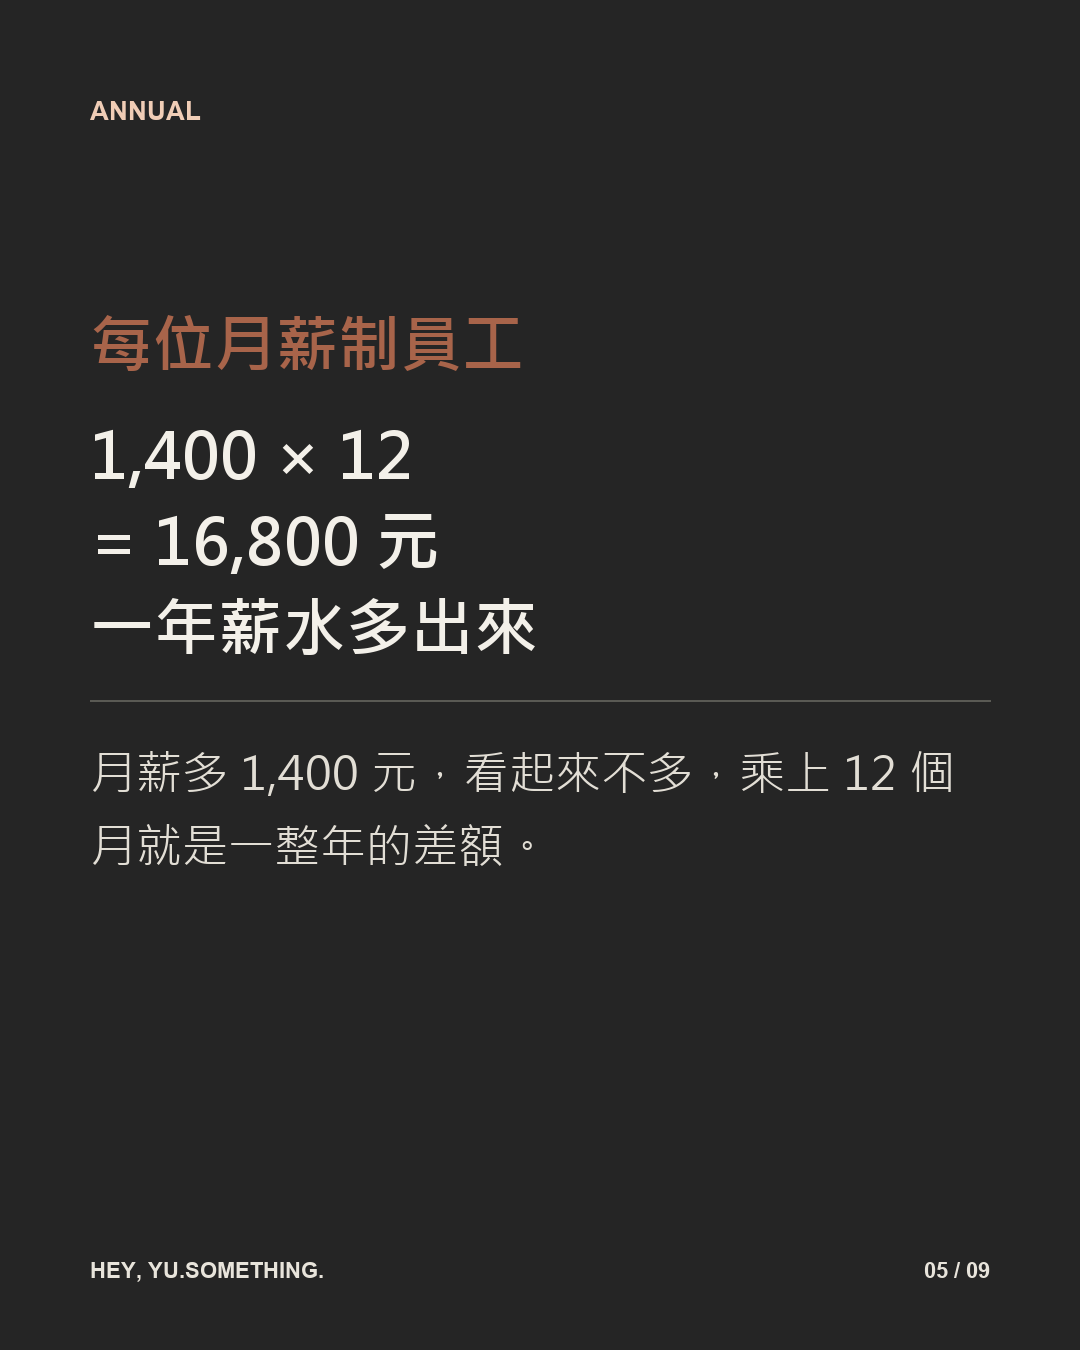 ANNUAL
每位月薪制員工
1,400 × 12
= 16,800 元
一年薪水多出來
月薪多 1,400 元，看起來不多，乘上 12 個
月就是一整年的差額。
HEY, YU.SOMETHING.
05 / 09